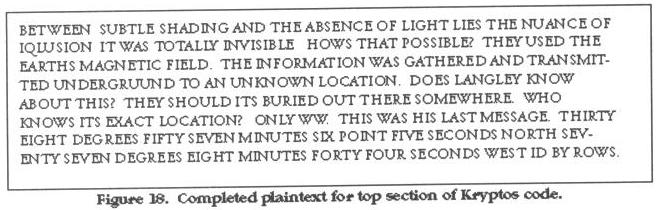 BETWEEN SUBTLE SHADING AND THE ABSENCE OF LIGHT LIES THE NUANCE OF
IQLUSION IT WAS TOTALLY INVISIBLE HOWS THAT POSSIBLE? THEY USED THE
EARTHS MAGNETIC FIELD. THE INFORMATION WAS GATHERED AND TRANSMIT-
TED UNDERGRUUND TO AN UNKNOWN LOCATION. DOES LANGLEY KNOW
ABOUT THIS? THEY SHOULD ITS BURIED OUT THERE SOMEWHERE. WHO
KNOWS ITS EXACT LOCATION? ONLY WW. THIS WAS HIS LAST MESSAGE. THIRTY
EIGHT DEGREES FIFTY SEVEN MINUTES SIX POINT FIVE SECONDS NORTH SEV-
ENTY SEVEN DEGREES EIGHT MINUTES FORTY FOUR SECONDS WEST ID BY ROWS.
Figure 18. Completed plaintext for top section of Kryptos code.